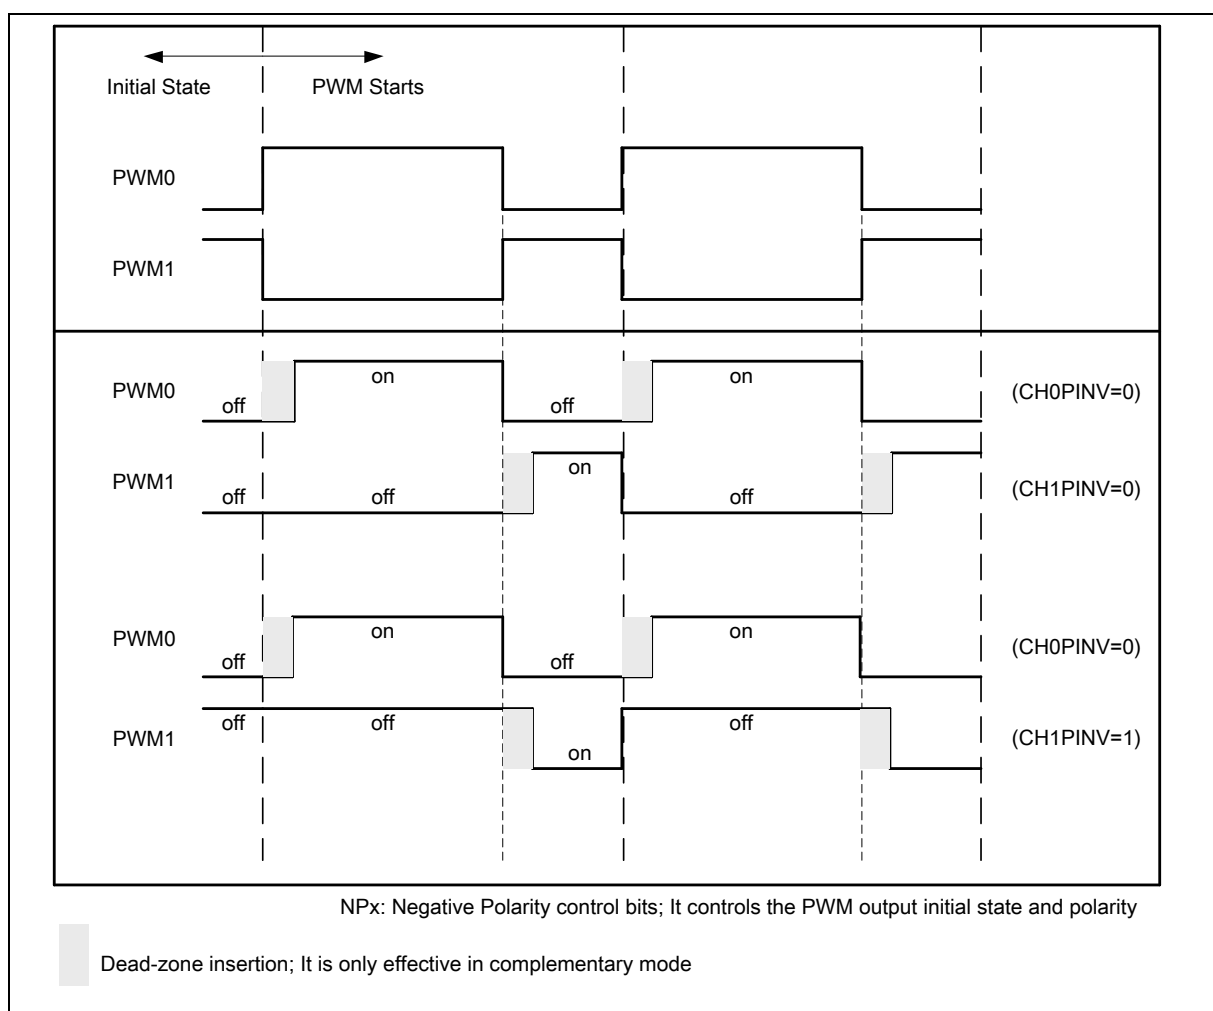 Initial State PWM Starts
PWM0
PWM1
PWM0 off on off on (CH0PINV=0)
PWM1 off off on off (CH1PINV=0)
PWM0 off on off on (CH0PINV=0)
PWM1 off off on off (CH1PINV=1)
NPx: Negative Polarity control bits; It controls the PWM output initial state and polarity
Dead-zone insertion; It is only effective in complementary mode